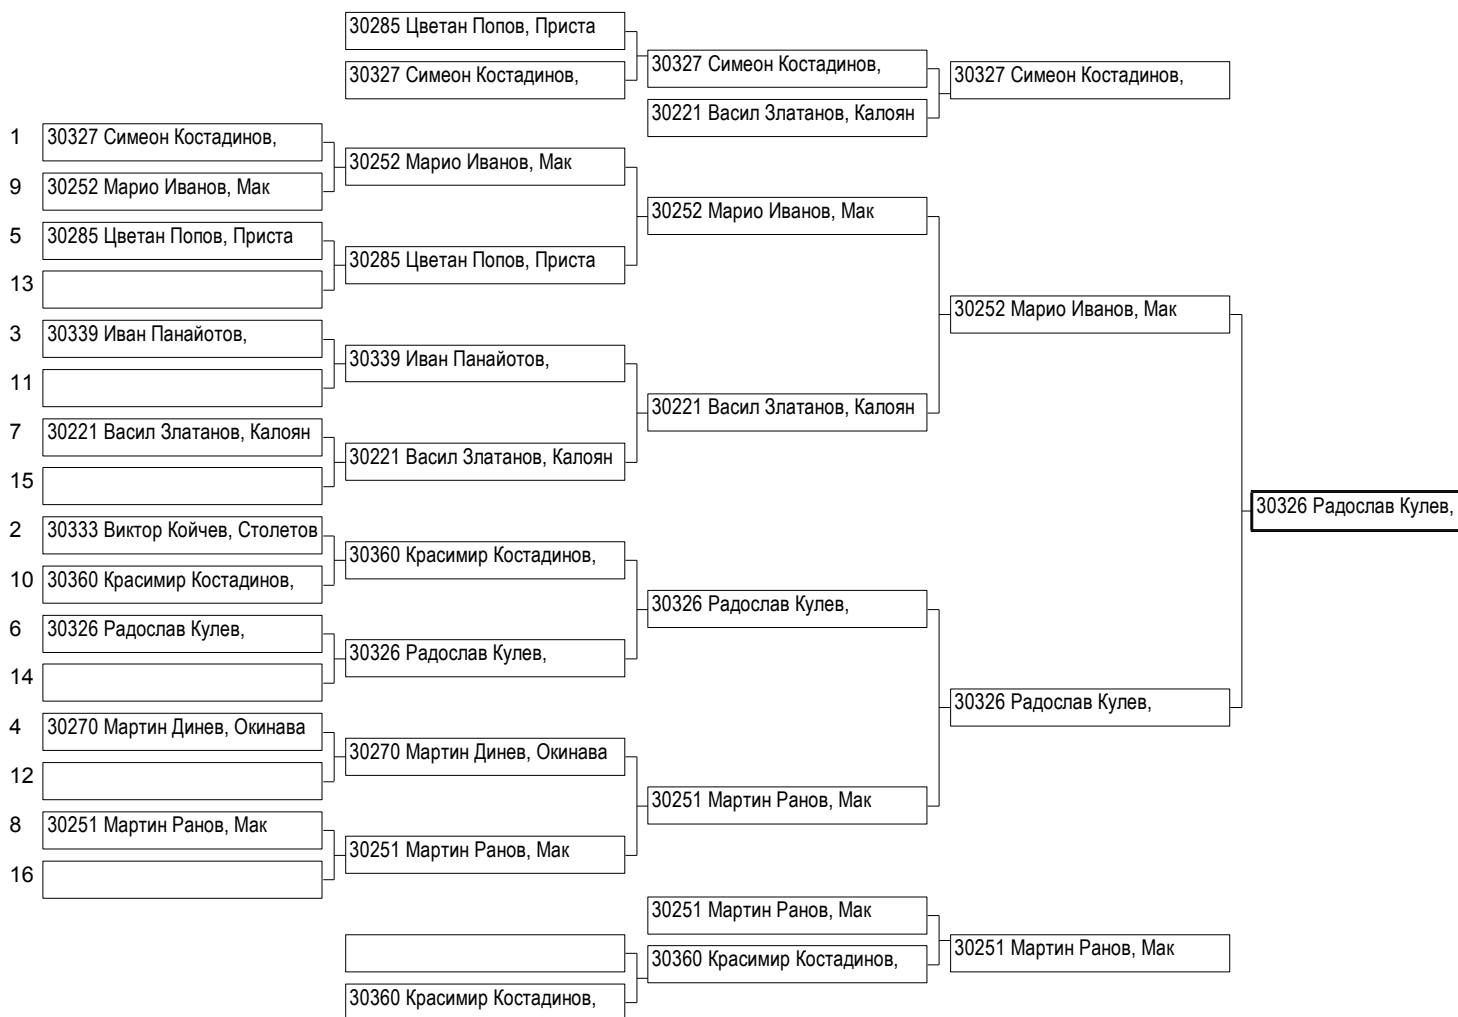 30285 Цветан Попов, Приста
30327 Симеон Костадинов,
30327 Симеон Костадинов,
30221 Васил Златанов, Калоян
30327 Симеон Костадинов,
1 30327 Симеон Костадинов,
9 30252 Марио Иванов, Мак
5 30285 Цветан Попов, Приста
13
3 30339 Иван Панайотов,
11
7 30221 Васил Златанов, Калоян
15
2 30333 Виктор Койчев, Столетов
10 30360 Красимир Костадинов,
6 30326 Радослав Кулев,
14
4 30270 Мартин Динев, Окинава
12
8 30251 Мартин Ранов, Мак
16
30252 Марио Иванов, Мак
30285 Цветан Попов, Приста
30339 Иван Панайотов,
30221 Васил Златанов, Калоян
30360 Красимир Костадинов,
30326 Радослав Кулев,
30270 Мартин Динев, Окинава
30251 Мартин Ранов, Мак
30252 Марио Иванов, Мак
30221 Васил Златанов, Калоян
30326 Радослав Кулев,
30251 Мартин Ранов, Мак
30252 Марио Иванов, Мак
30326 Радослав Кулев,
30326 Радослав Кулев,
30360 Красимир Костадинов,
30251 Мартин Ранов, Мак
30360 Красимир Костадинов,
30251 Мартин Ранов, Мак